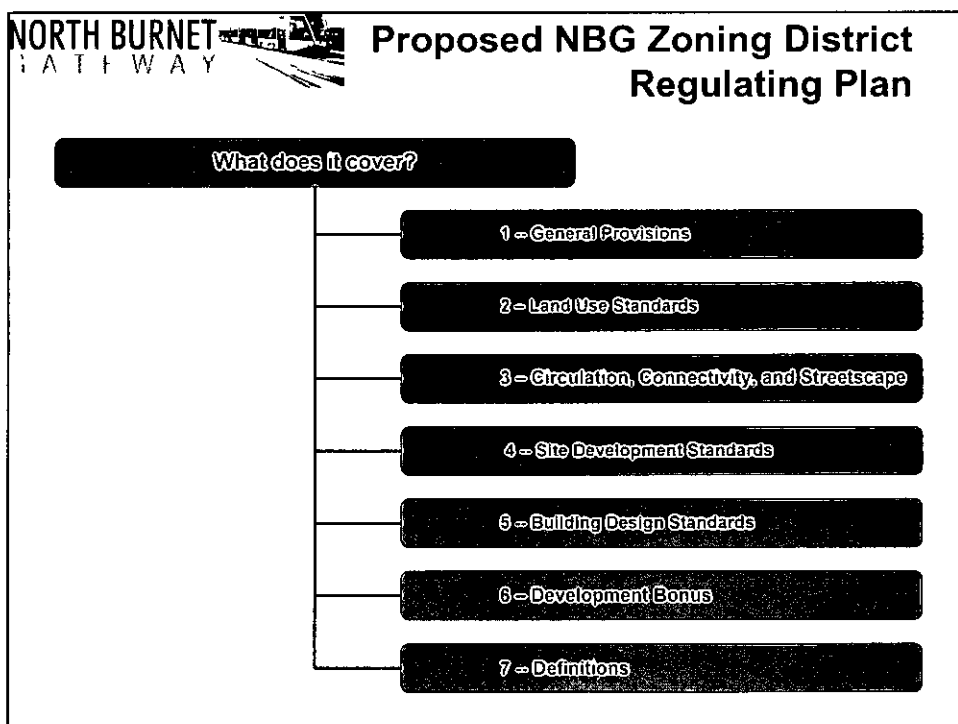 NORTH BURNET
GATEWAY
Proposed NBG Zoning District
Regulating Plan
What does it cover?
1 – General Provisions
2 – Land Use Standards
3 – Circulation, Connectivity, and Streetscape
4 – Site Development Standards
5 – Building Design Standards
6 – Development Bonus
7 – Definitions